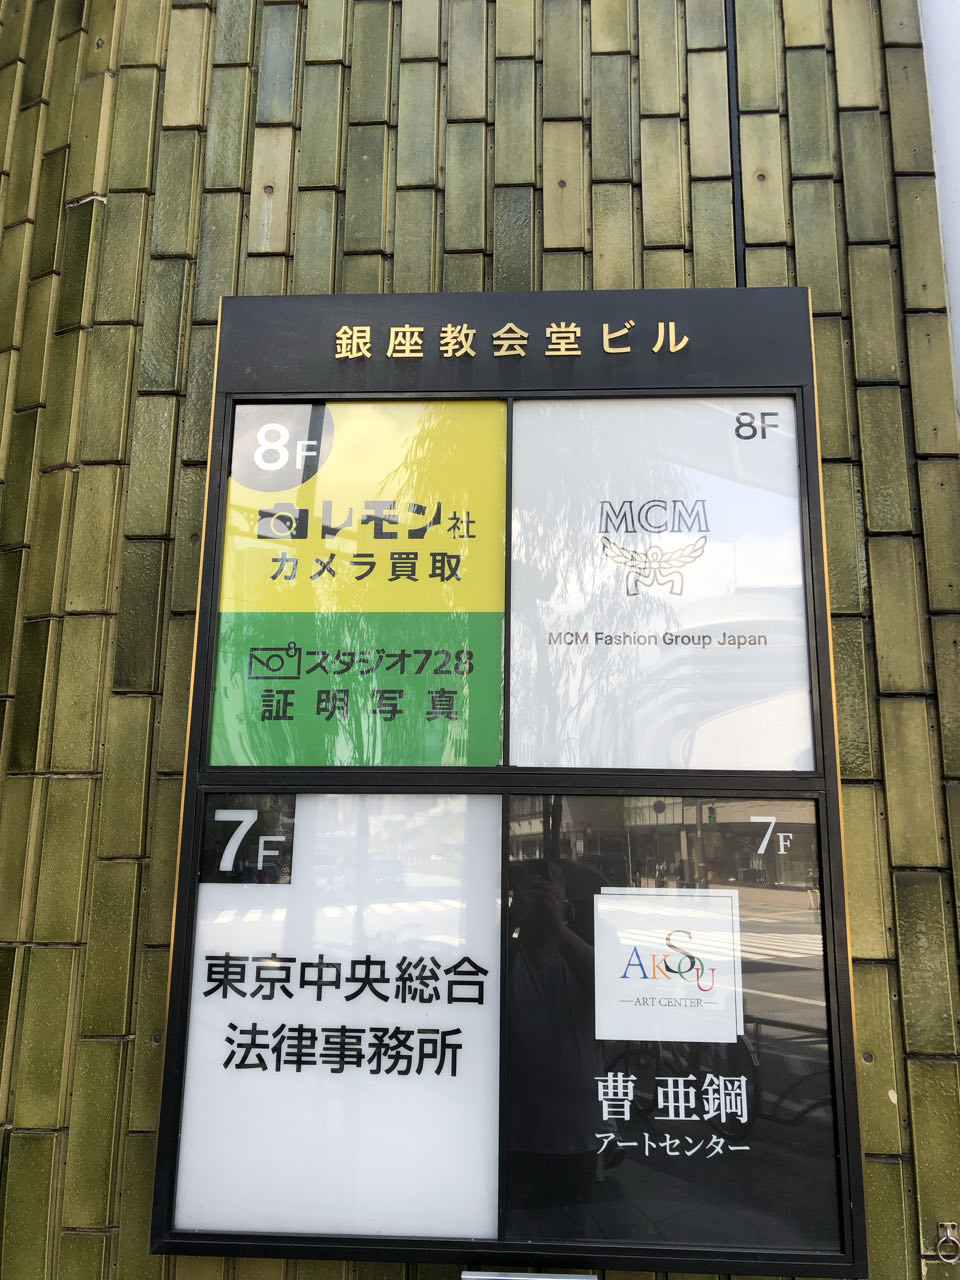 銀座教会堂ビル
8F
レモン社
カメラ買取
スタジオ728
証明写真
8F
MCM
MCM Fashion Group Japan
7F
東京中央総合
法律事務所
7F
AKSOU
ART CENTER
曹亜鋼
アートセンター